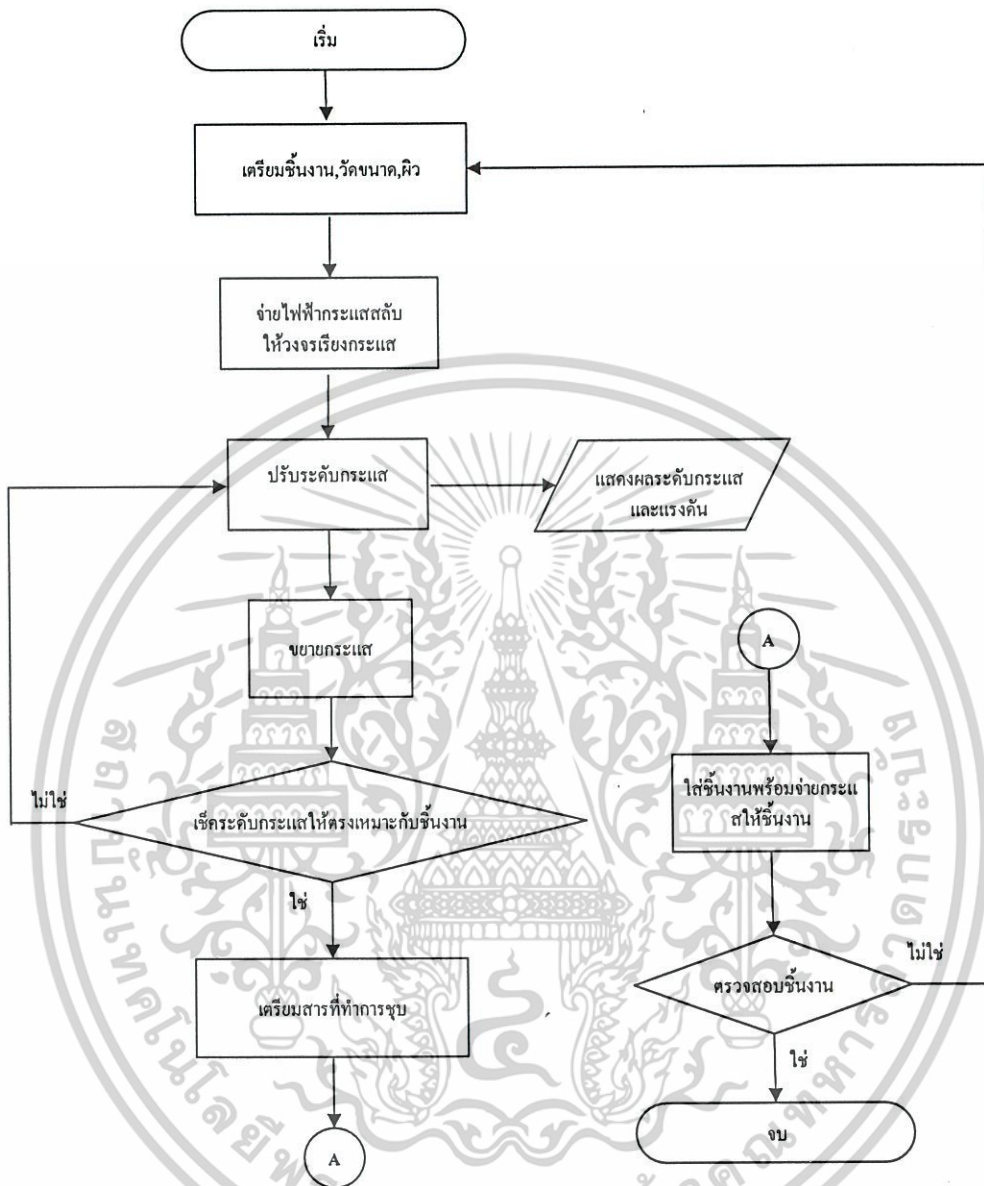 เริ่ม
เตรียมชิ้นงาน,วัดขนาด,ผิว
จ่ายไฟฟ้ากระแสสลับ
ให้วงจรเรียงกระแส
ปรับระดับกระแส
แสดงผลระดับกระแส
และแรงดัน
ขยายกระแส
ไม่ใช่
เช็คระดับกระแสให้ตรงเหมาะกับชิ้นงาน
ใช่
เตรียมสารที่ทำการชุบ
A
A
ใส่ชิ้นงานพร้อมจ่ายกระแ
สให้ชิ้นงาน
ตรวจสอบชิ้นงาน
ไม่ใช่
ใช่
จบ